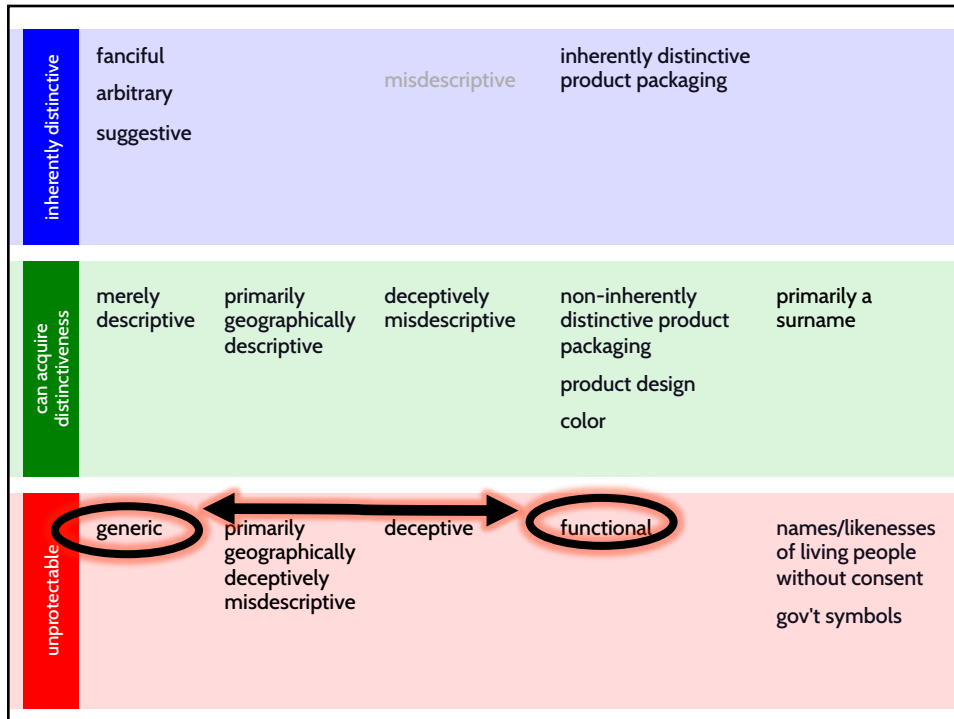 inherently distinctive
fanciful
arbitrary
suggestive
misdescriptive
inherently distinctive
product packaging
can acquire
distinctiveness
merely
descriptive
primarily
geographically
descriptive
deceptively
misdescriptive
non-inherently
distinctive product
packaging
product design
color
primarily a
surname
unprotectable
generic
primarily
geographically
deceptively
misdescriptive
deceptive
functional
names/likenesses
of living people
without consent
gov't symbols